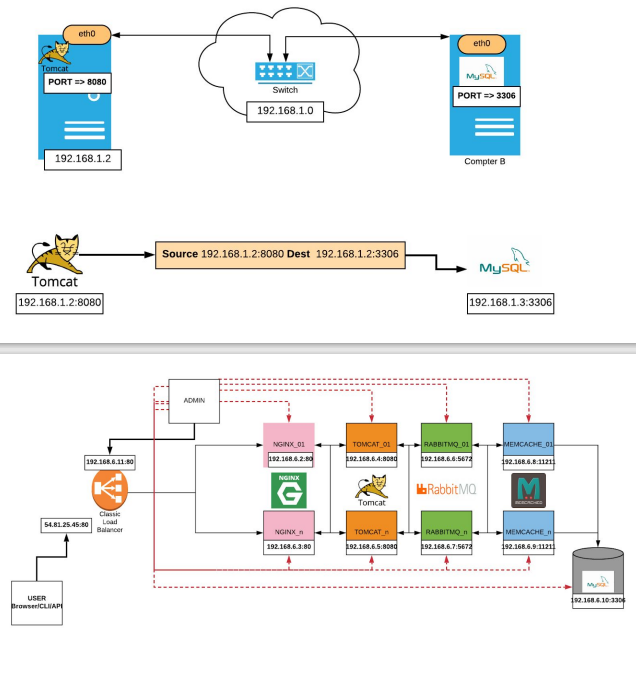 eth0
Tomcat
PORT => 8080
192.168.1.2
Switch
192.168.1.0
eth0
MySQL
PORT => 3306
Compter B
Tomcat
192.168.1.2:8080
Source 192.168.1.2:8080 Dest 192.168.1.2:3306
MySQL
192.168.1.3:3306
ADMIN
192.168.6.11:80
Classic
Load
Balancer
54.81.25.45:80
USER
Browser/CLI/API
NGINX_01
192.168.6.2:80
NGINX
G
NGINX_n
192.168.6.3:80
TOMCAT_01
192.168.6.4:8080
Tomcat
TOMCAT_n
192.168.6.5:8080
RABBITMQ_01
192.168.6.6:5672
RabbitMQ
RABBITMQ_n
192.168.6.7:5672
MEMCACHE_01
192.168.6.8:11211
M
MEMCACHED
MEMCACHE_n
192.168.6.9:11211
MySQL
192.168.6.10:3306